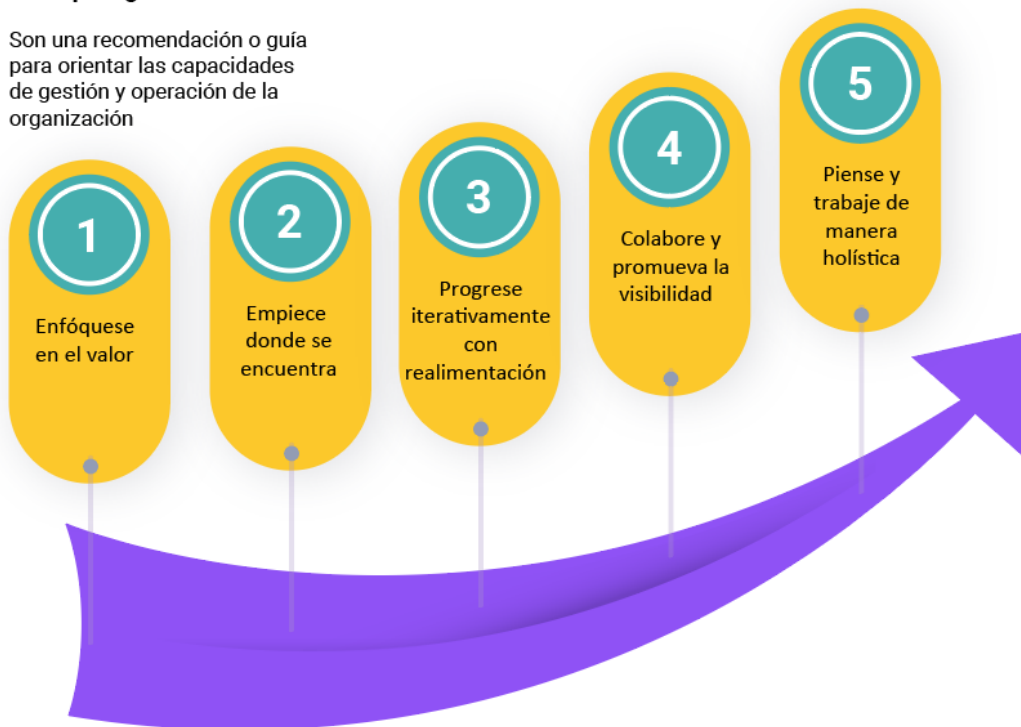 Son una recomendación o guía
para orientar las capacidades
de gestión y operación de la
organización
1
Enfóquese
en el valor
2
Empiece
donde se
encuentra
3
Progrese
iterativamente
con
realimentación
4
Colabore y
promueva la
visibilidad
5
Piense y
trabaje de
manera
holística